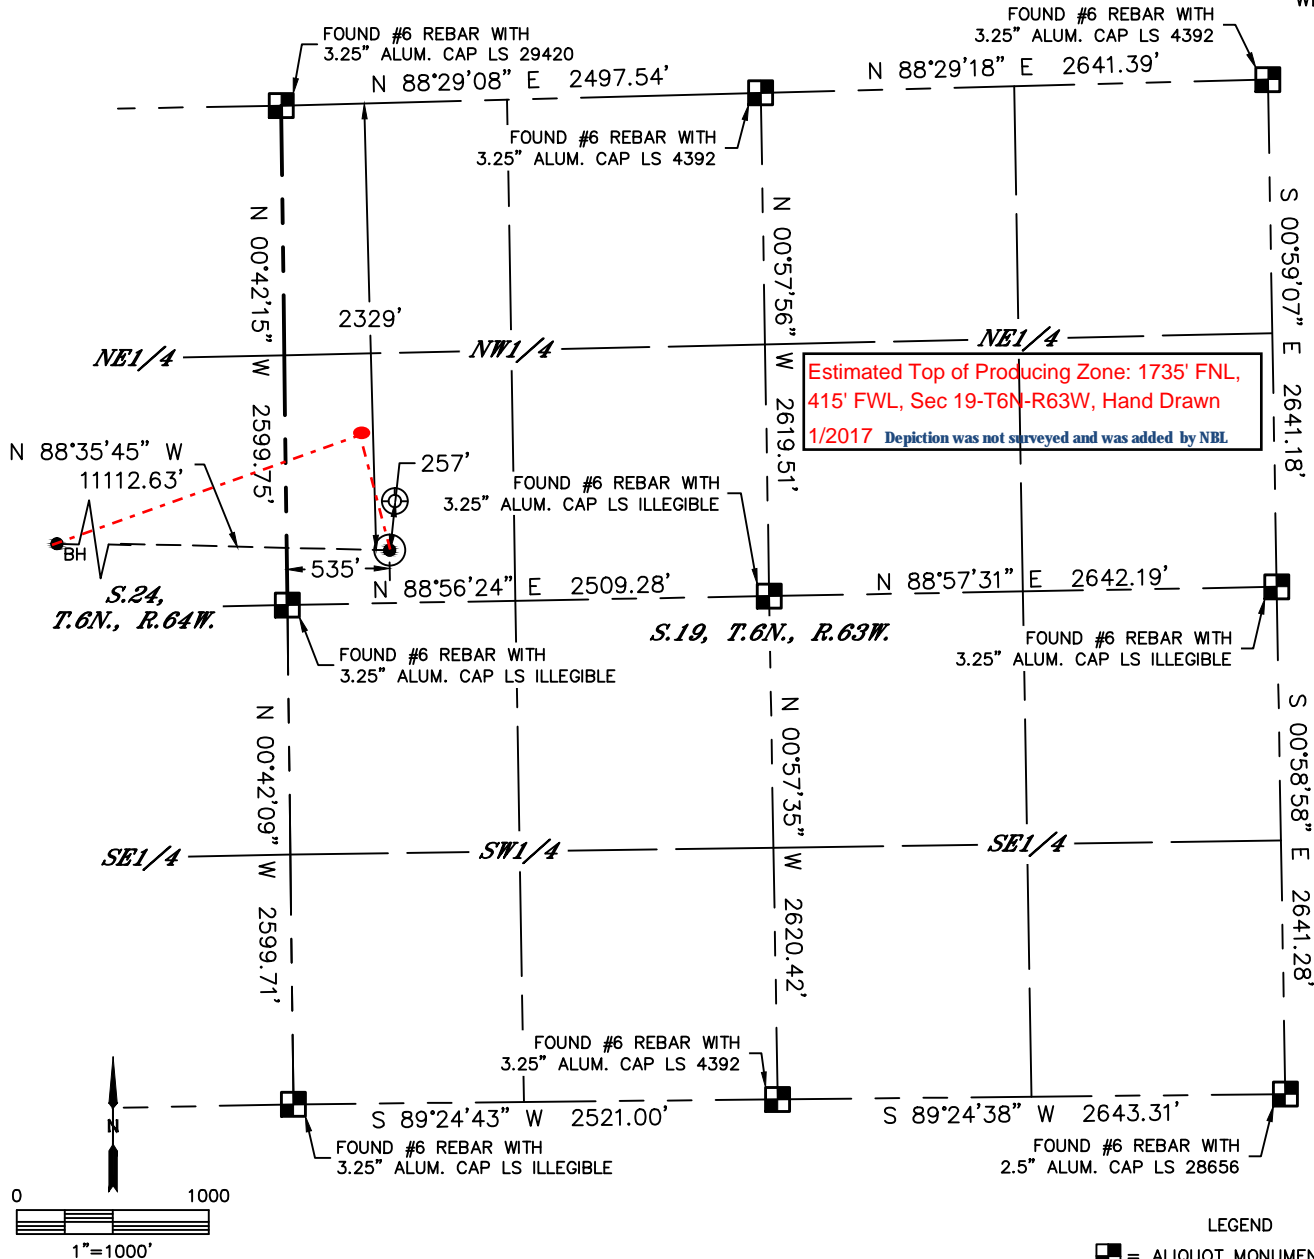 FOUND #6 REBAR WITH
3.25" ALUM. CAP LS 29420
FOUND #6 REBAR WITH
3.25" ALUM. CAP LS 4392
N 88°29'08" E 2497.54'
N 88°29'18" E 2641.39'
FOUND #6 REBAR WITH
3.25" ALUM. CAP LS 4392
N 00°42'15" W 2599.75'
N 00°57'56" W 2619.51'
S 00°59'07" E 2641.18'
2329'
NE1/4
NW1/4
NE1/4
Estimated Top of Producing Zone: 1735' FNL,
415' FWL, Sec 19-T6N-R63W, Hand Drawn
1/2017 Depiction was not surveyed and was added by NBL
N 88°35'45" W
11112.63'
257'
FOUND #6 REBAR WITH
3.25" ALUM. CAP LS ILLEGIBLE
BH
535'
S.24,
T.6N., R.64W.
N 88°56'24" E 2509.28'
N 88°57'31" E 2642.19'
S.19, T.6N., R.63W.
FOUND #6 REBAR WITH
3.25" ALUM. CAP LS ILLEGIBLE
FOUND #6 REBAR WITH
3.25" ALUM. CAP LS ILLEGIBLE
N 00°42'09" W 2599.71'
N 00°57'35" W 2620.42'
S 00°58'58" E 2641.28'
SE1/4
SW1/4
SE1/4
FOUND #6 REBAR WITH
3.25" ALUM. CAP LS 4392
S 89°24'43" W 2521.00'
S 89°24'38" W 2643.31'
N
FOUND #6 REBAR WITH
3.25" ALUM. CAP LS ILLEGIBLE
FOUND #6 REBAR WITH
2.5" ALUM. CAP LS 28656
0 1000
1"=1000'
LEGEND
= ALIQUOT MONUMEN